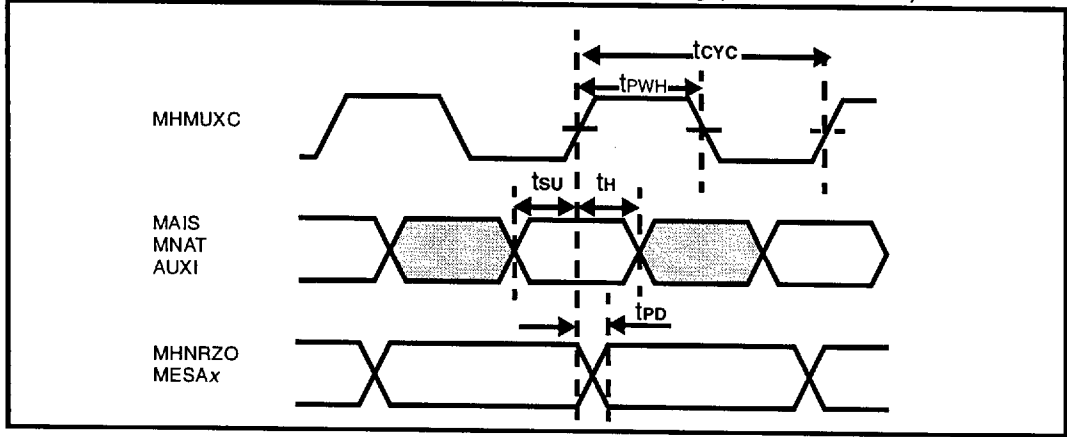 tCYC
tPWH
MHMUXC
tSU
tH
MAIS
MNAT
AUXI
tPD
MHNRZO
MESAx